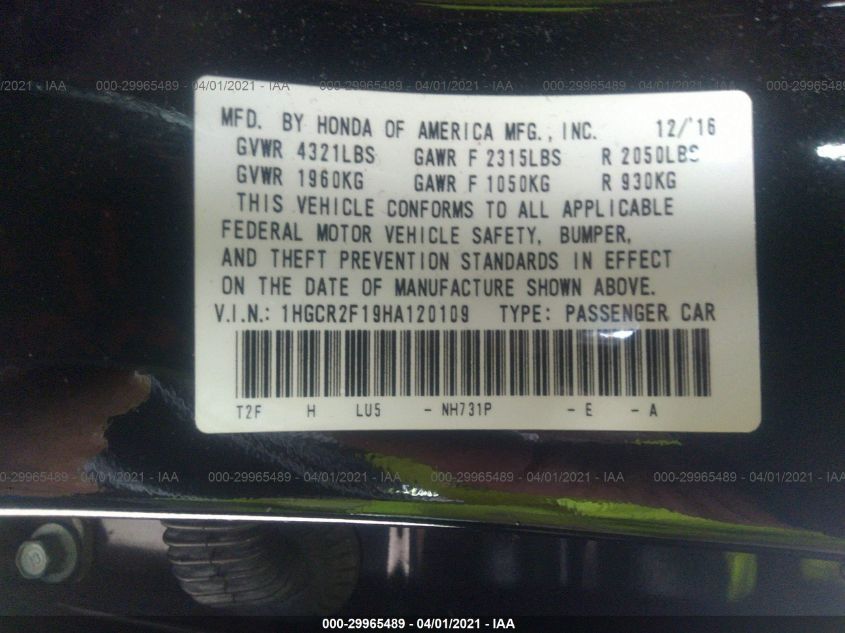 000-29965489 - 04/01/2021 - IAA
MFD. BY HONDA OF AMERICA MFG., INC. 12/'16
GVWR 4321LBS GAWR F 2315LBS R 2050LBS
GVWR 1960KG GAWR F 1050KG R 930KG
THIS VEHICLE CONFORMS TO ALL APPLICABLE
FEDERAL MOTOR VEHICLE SAFETY, BUMPER,
AND THEFT PREVENTION STANDARDS IN EFFECT
ON THE DATE OF MANUFACTURE SHOWN ABOVE.
V.I.N.: 1HGCR2F19HA120109 TYPE: PASSENGER CAR
T2F H LU5 - NH731P - E - A
000-29965489 - 04/01/2021 - IAA
000-29965489 - 04/01/2021 - IAA